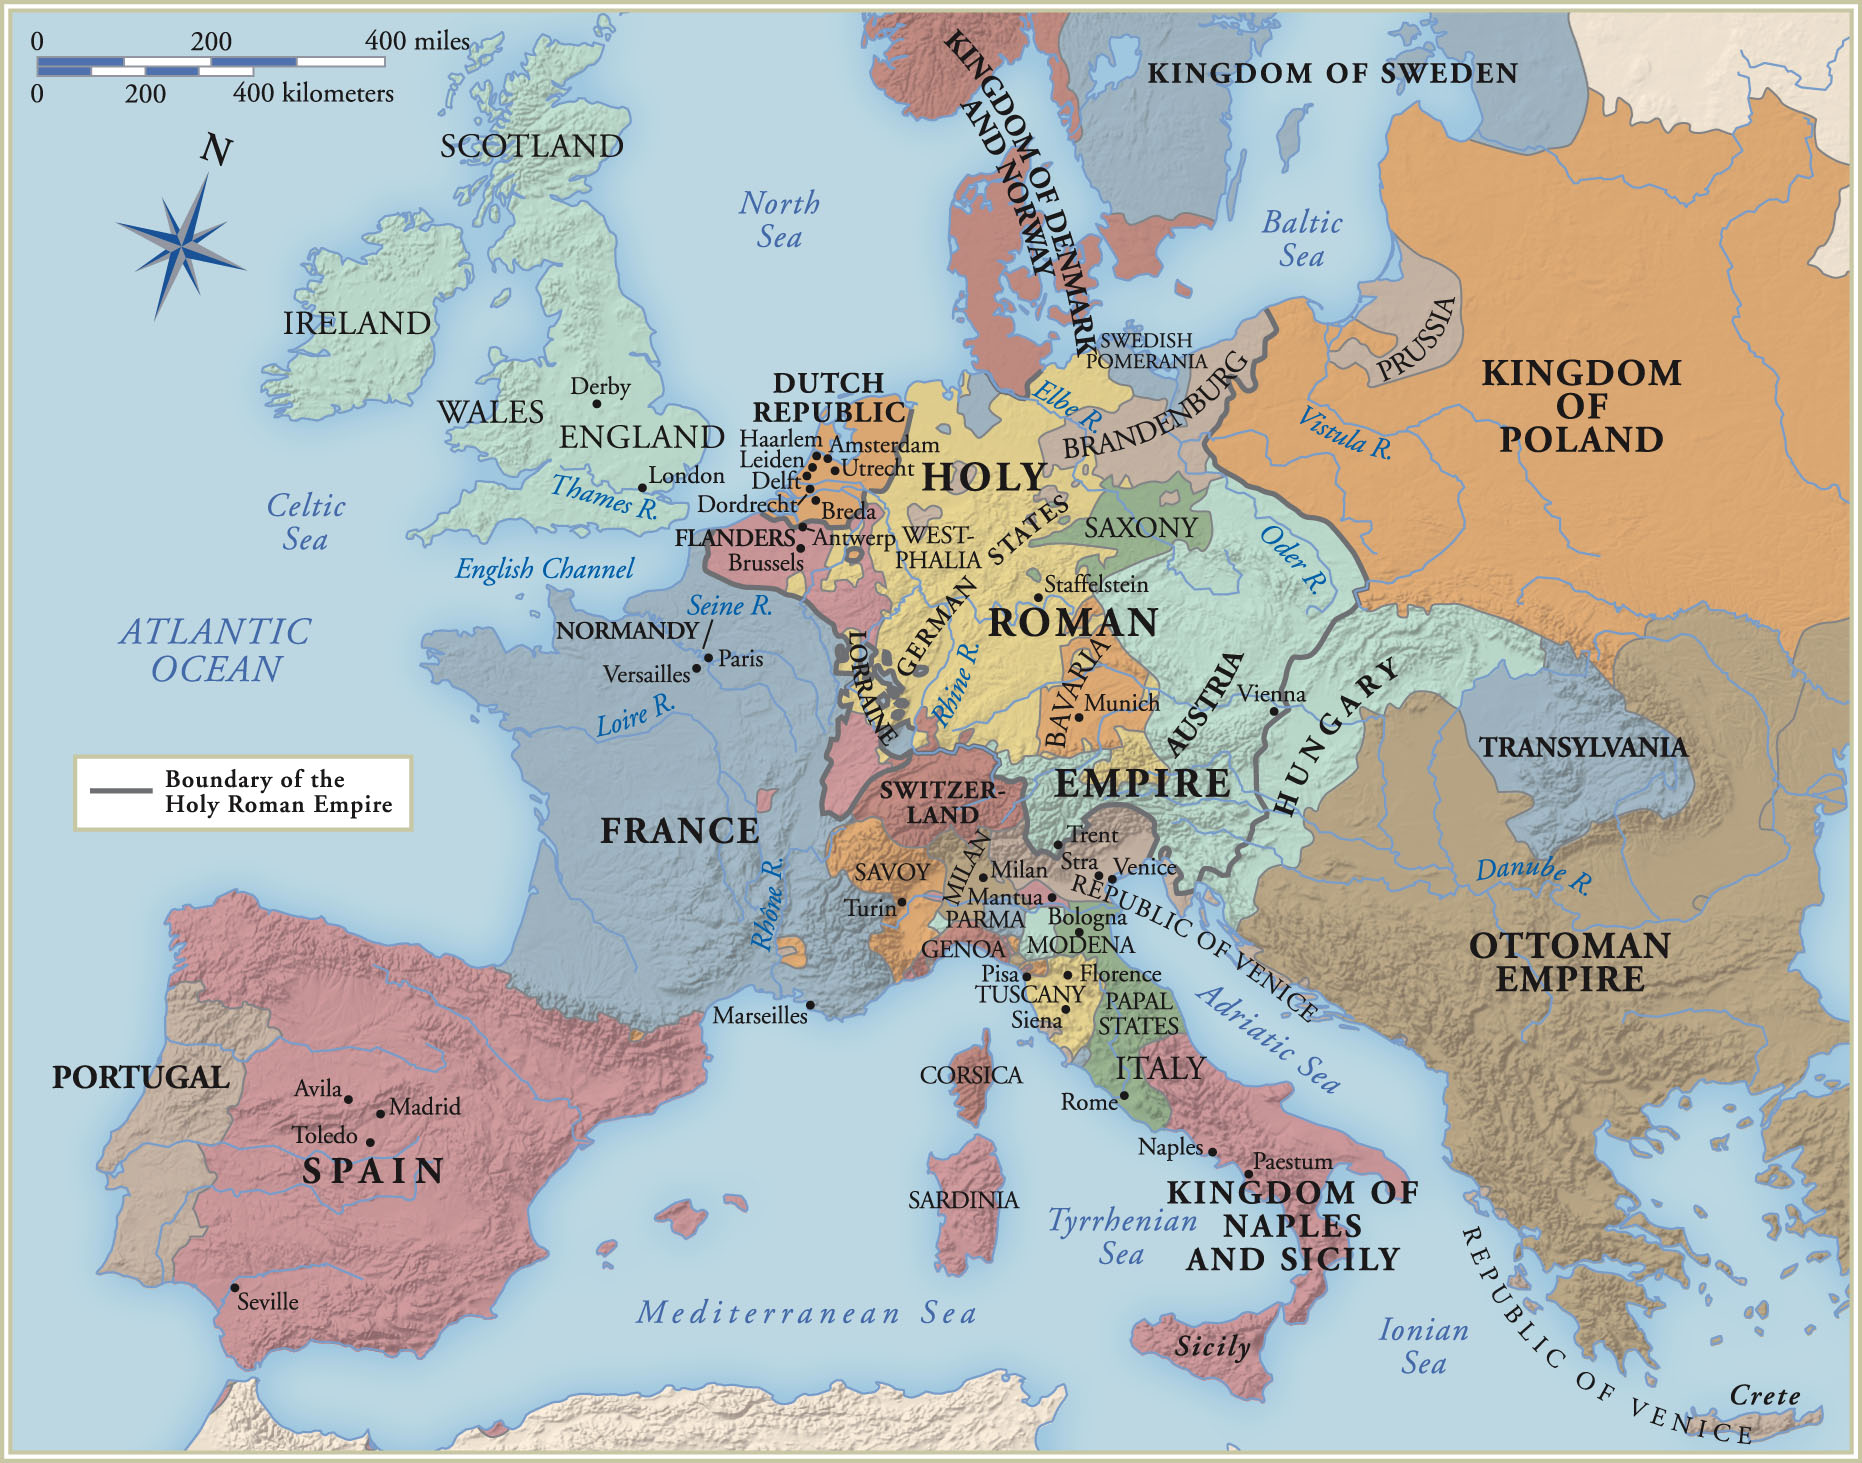 0 200 400 miles
0 200 400 kilometers
N
SCOTLAND
IRELAND
WALES
Derby
ENGLAND
London
Thames R.
North
Sea
Celtic
Sea
English Channel
ATLANTIC
OCEAN
KINGDOM OF DENMARK
AND NORWAY
KINGDOM OF SWEDEN
Baltic
Sea
SWEDISH
POMERANIA
PRUSSIA
KINGDOM
OF
POLAND
Vistula R.
BRANDENBURG
Elbe R.
DUTCH
REPUBLIC
Haarlem
Amsterdam
Leiden
Utrecht
Delft
Dordrecht
Breda
FLANDERS
Antwerp
Brussels
HOLY
ROMAN
EMPIRE
WEST-
PHALIA
GERMAN STATES
SAXONY
Oder R.
Staffelstein
Seine R.
NORMANDY
Paris
Versailles
Loire R.
LORRAINE
Rhine R.
BAVARIA
Munich
AUSTRIA
Vienna
HUNGARY
TRANSYLVANIA
Boundary of the
Holy Roman Empire
FRANCE
Rhône R.
SWITZER-
LAND
SAVOY
Turin
MILAN
Milan
Trent
Stra
Venice
Mantua
REPUBLIC OF VENICE
PARMA
Bologna
GENOA
MODENA
Pisa
Florence
TUSCANY
Siena
PAPAL
STATES
Marseilles
Danube R.
OTTOMAN
EMPIRE
Adriatic Sea
CORSICA
ITALY
Rome
Naples
Paestum
KINGDOM OF
NAPLES
AND SICILY
SARDINIA
Tyrrhenian
Sea
PORTUGAL
Avila
Madrid
Toledo
SPAIN
Seville
Mediterranean Sea
Sicily
Ionian
Sea
REPUBLIC OF VENICE
Crete